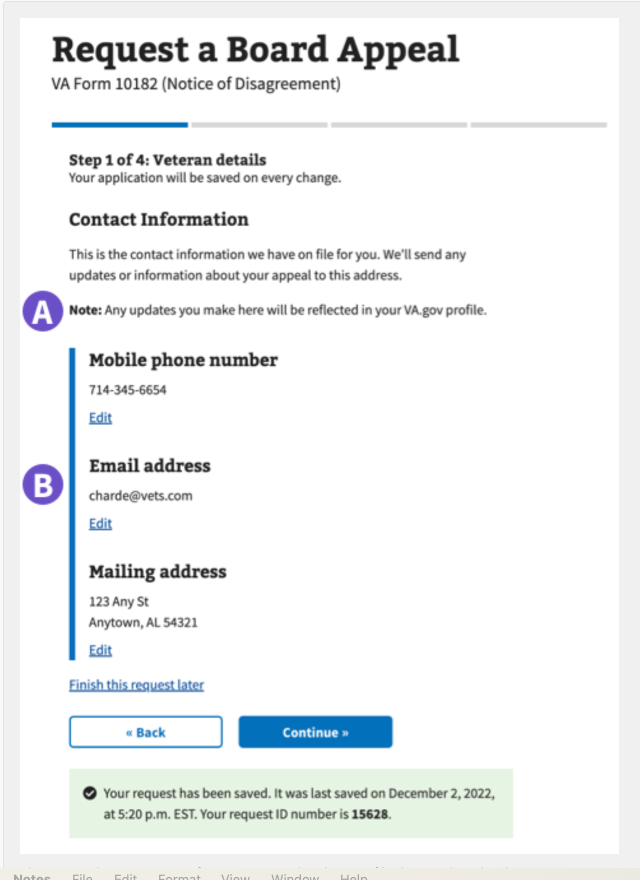 Request a Board Appeal
VA Form 10182 (Notice of Disagreement)
Step 1 of 4: Veteran details
Your application will be saved on every change.
Contact Information
This is the contact information we have on file for you. We'll send any
updates or information about your appeal to this address.
A
Note: Any updates you make here will be reflected in your VA.gov profile.
Mobile phone number
714-345-6654
Edit
Email address
B
charde@vets.com
Edit
Mailing address
123 Any St
Anytown, AL 54321
Edit
Finish this request later
« Back
Continue »
Your request has been saved. It was last saved on December 2, 2022,
at 5:20 p.m. EST. Your request ID number is 15628.
Notes File Edit Format View Window Help